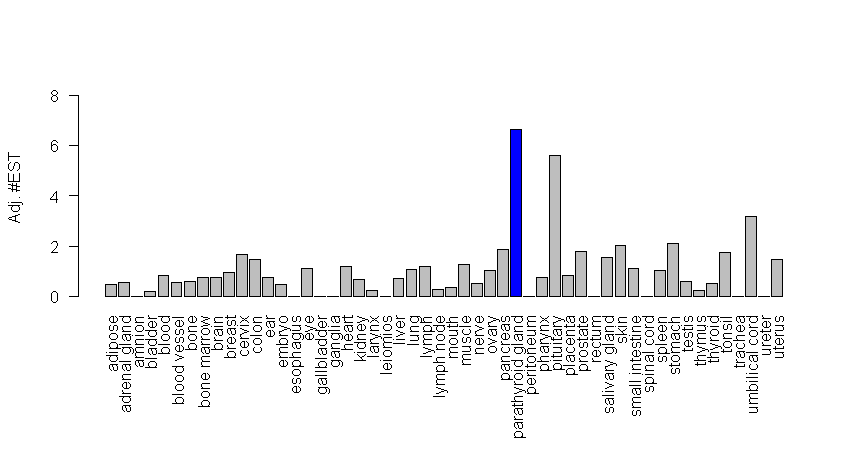 Adj. #EST
8
6
4
2
0
adipose
adrenal gland
amnion
bladder
blood
blood vessel
bone
bone marrow
brain
breast
cervix
colon
ear
embryo
esophagus
eye
gallbladder
ganglia
heart
kidney
larynx
leiomios
liver
lung
lymph
lymph node
mouth
muscle
nerve
ovary
pancreas
parathyroid gland
peritoneum
pharynx
pituitary
placenta
prostate
rectum
salivary gland
skin
small intestine
spinal cord
spleen
stomach
testis
thymus
thyroid
tonsil
trachea
umbilical cord
ureter
uterus